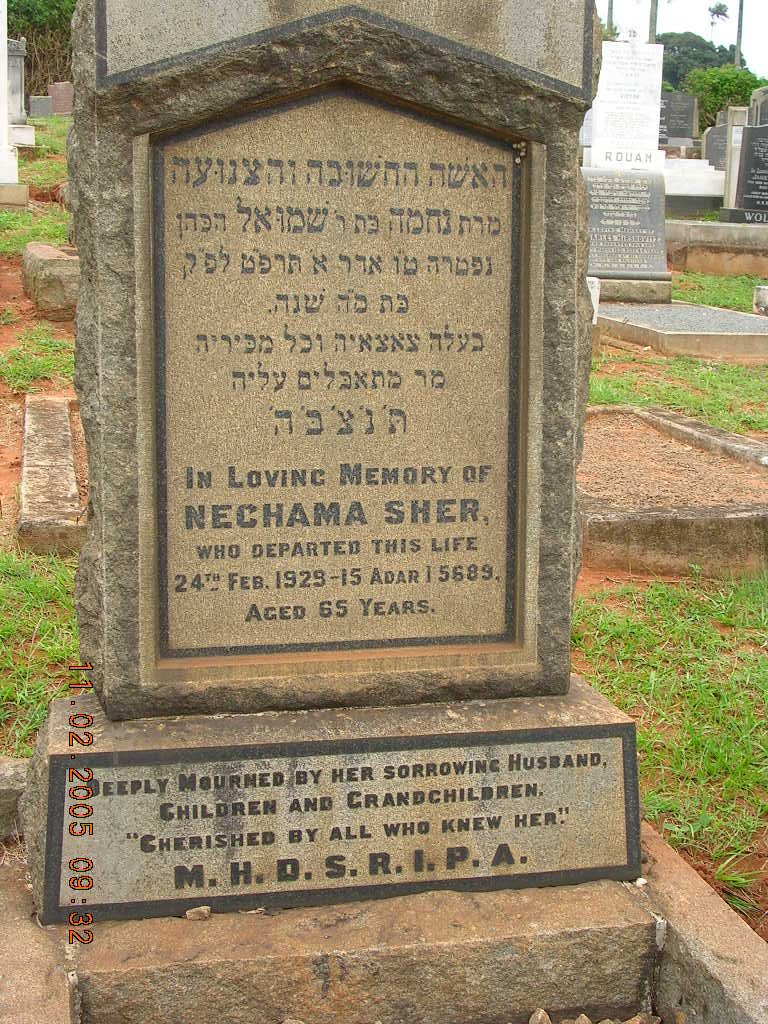 האשה החשובה והצנועה
מרת נחמה בת ר' שמואל הכהן
נפטרה ט"ו אדר א תרפט לפ"ק
בת כ"ה שנה.
בעלה צאצאיה וכל מכיריה
מר מתאבלים עליה
ת' נ' צ' ב' ה'
IN LOVING MEMORY OF
NECHAMA SHER,
WHO DEPARTED THIS LIFE
24TH FEB. 1929-15 ADAR I 5689,
AGED 65 YEARS.
DEEPLY MOURNED BY HER SORROWING HUSBAND,
CHILDREN AND GRANDCHILDREN.
"CHERISHED BY ALL WHO KNEW HER."
M.H.D.S.R.I.P.A.
ROUAN
WOL
11.02.2005 09:32